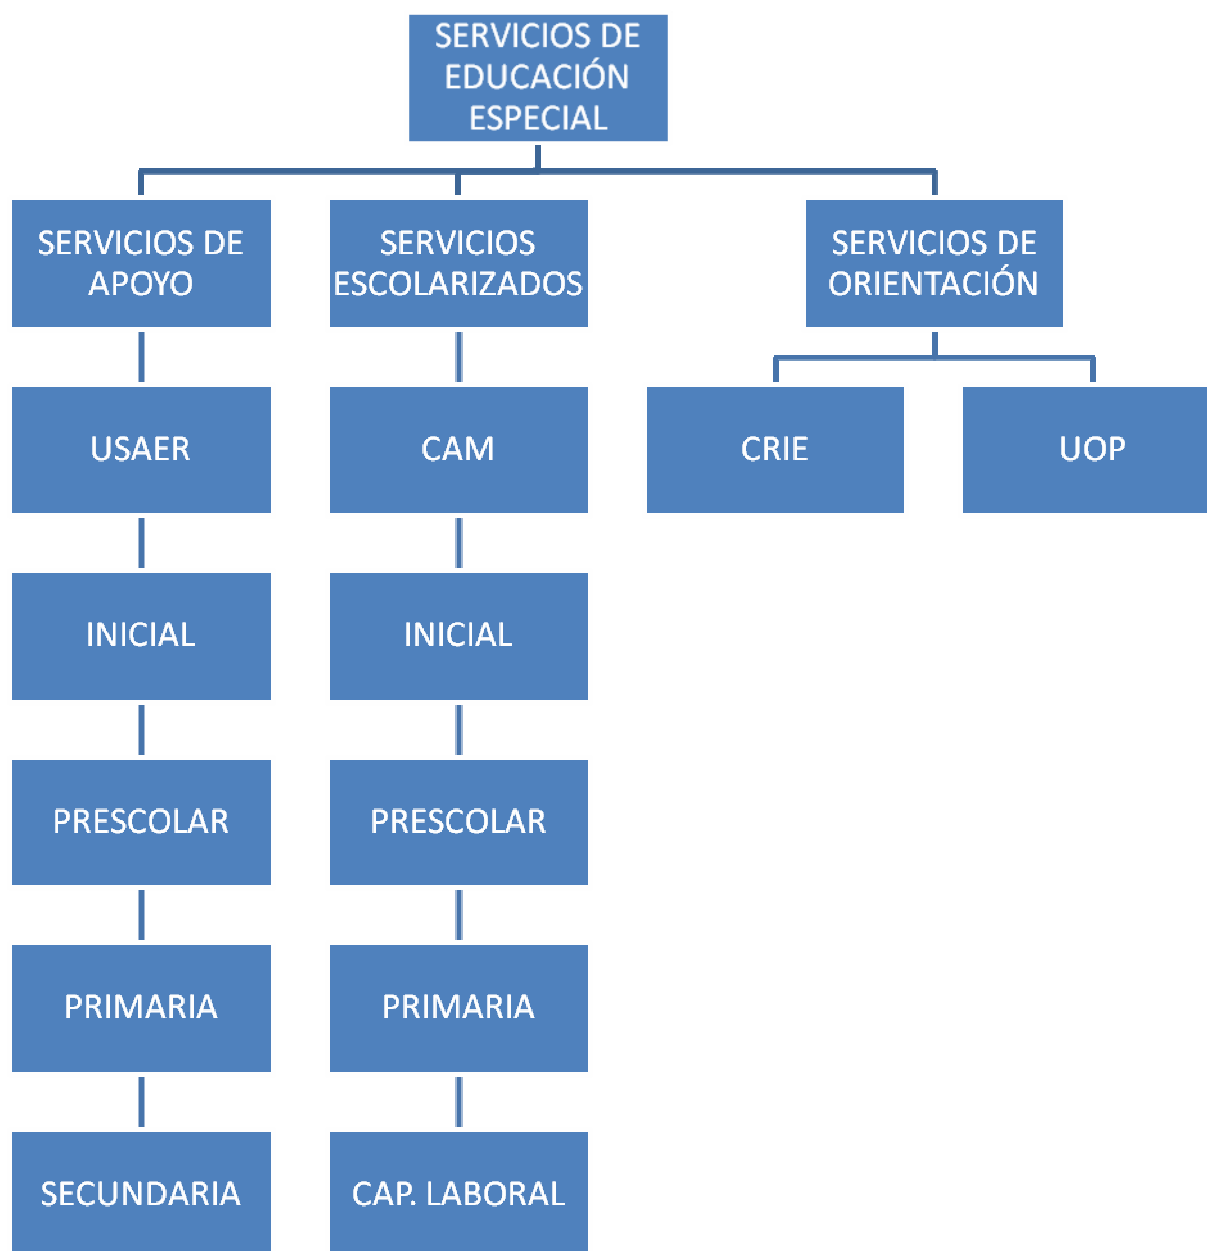 SERVICIOS DE
EDUCACIÓN
ESPECIAL
SERVICIOS DE
APOYO
SERVICIOS
ESCOLARIZADOS
SERVICIOS DE
ORIENTACIÓN
USAER
CAM
CRIE
UOP
INICIAL
INICIAL
PRESCOLAR
PRESCOLAR
PRIMARIA
PRIMARIA
SECUNDARIA
CAP. LABORAL